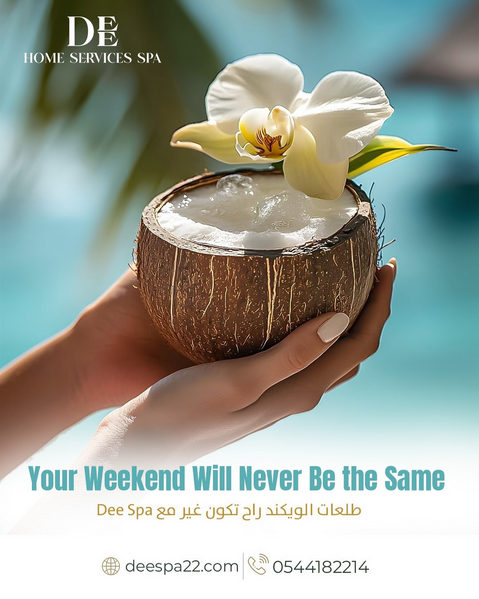 DEE
HOME SERVICES SPA
Your Weekend Will Never Be the Same
طلعات الويكند راح تكون غير مع Dee Spa
deespa22.com
0544182214